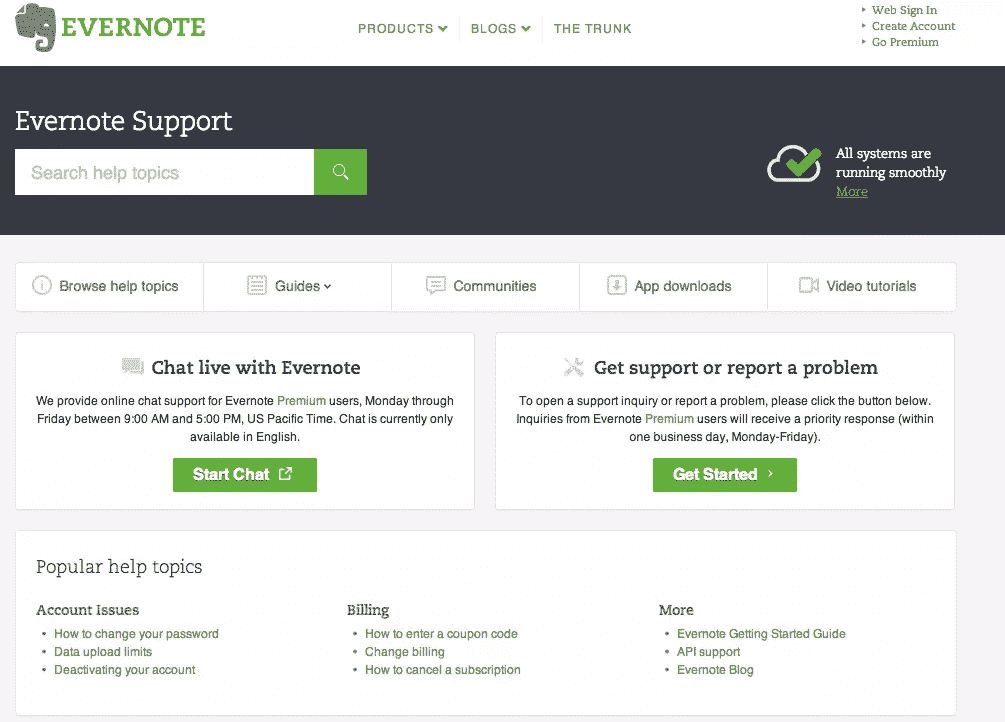 EVERNOTE
PRODUCTS
BLOGS
THE TRUNK
Web Sign In
Create Account
Go Premium
Evernote Support
Search help topics
All systems are
running smoothly
More
Browse help topics
Guides
Communities
App downloads
Video tutorials
Chat live with Evernote
We provide online chat support for Evernote Premium users, Monday through
Friday between 9:00 AM and 5:00 PM, US Pacific Time. Chat is currently only
available in English.
Start Chat
Get support or report a problem
To open a support inquiry or report a problem, please click the button below.
Inquiries from Evernote Premium users will receive a priority response (within
one business day, Monday-Friday).
Get Started
Popular help topics
Account Issues
• How to change your password
• Data upload limits
• Deactivating your account
Billing
• How to enter a coupon code
• Change billing
• How to cancel a subscription
More
• Evernote Getting Started Guide
• API support
• Evernote Blog